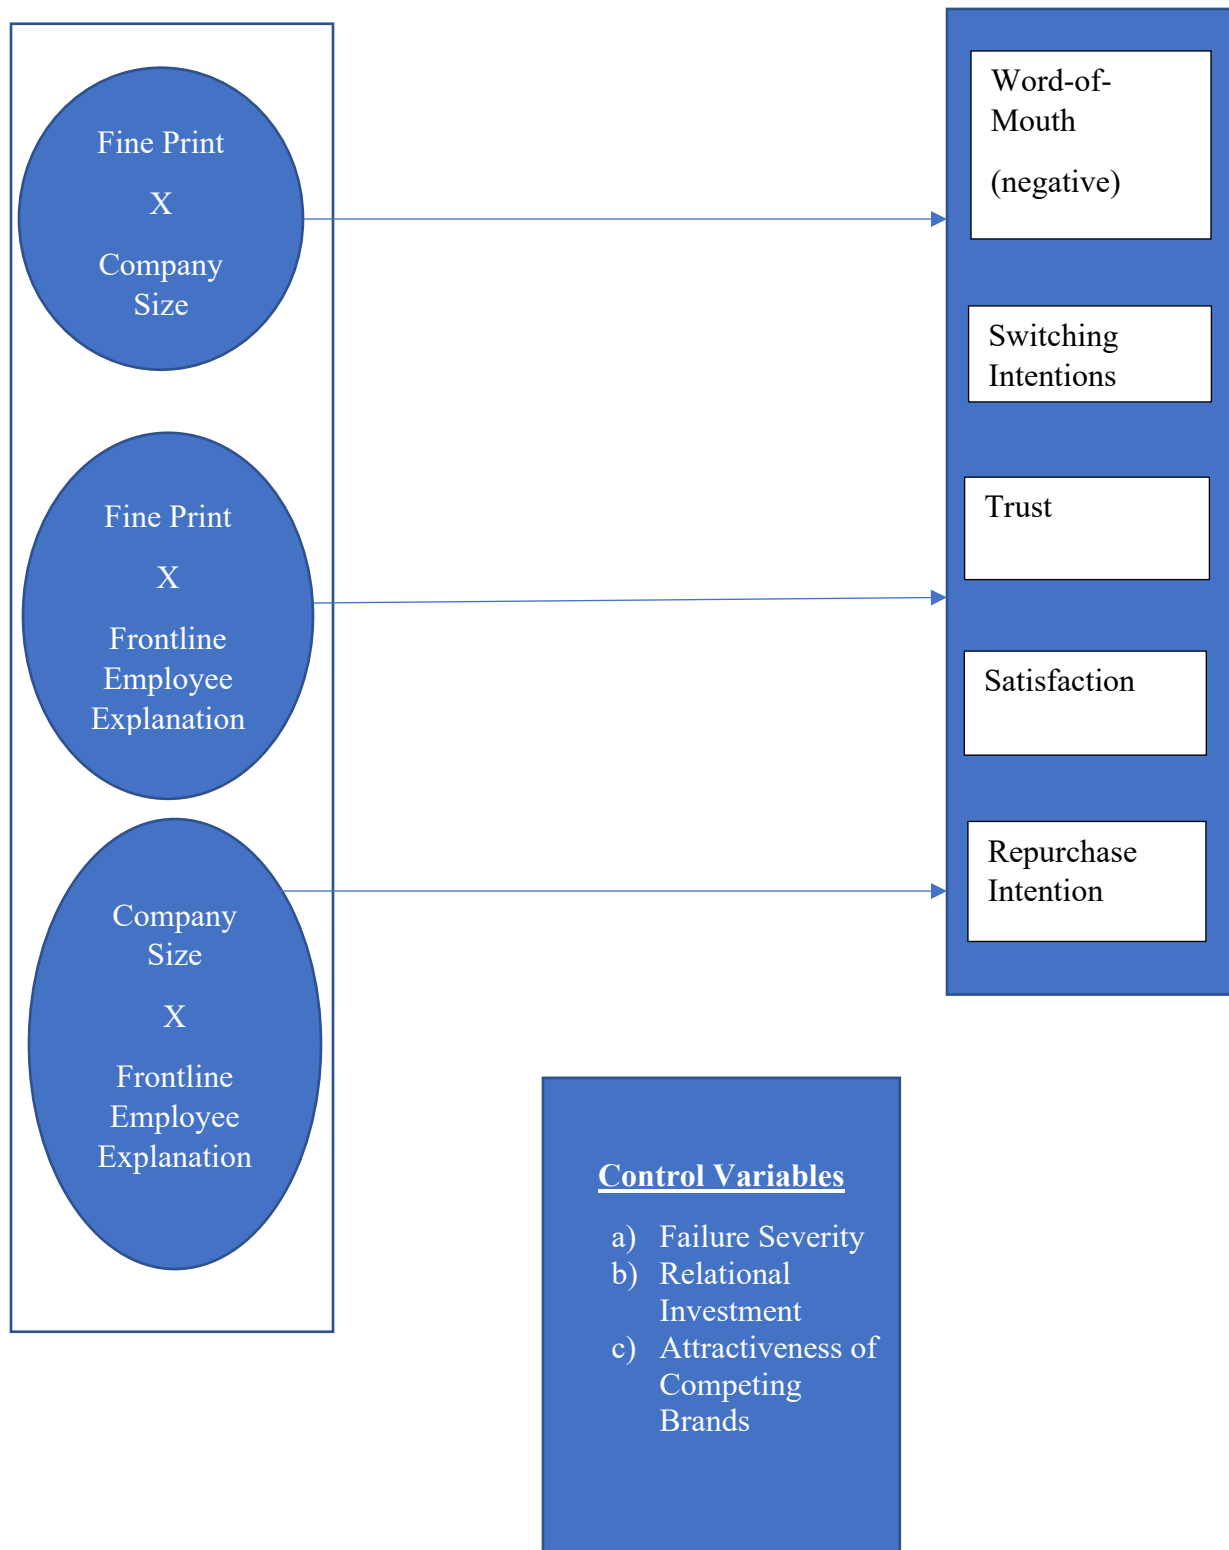 Fine Print
X
Company
Size
Fine Print
X
Frontline
Employee
Explanation
Company
Size
X
Frontline
Employee
Explanation
Word-of-
Mouth
(negative)
Switching
Intentions
Trust
Satisfaction
Repurchase
Intention
Control Variables
a) Failure Severity
b) Relational
Investment
c) Attractiveness of
Competing
Brands